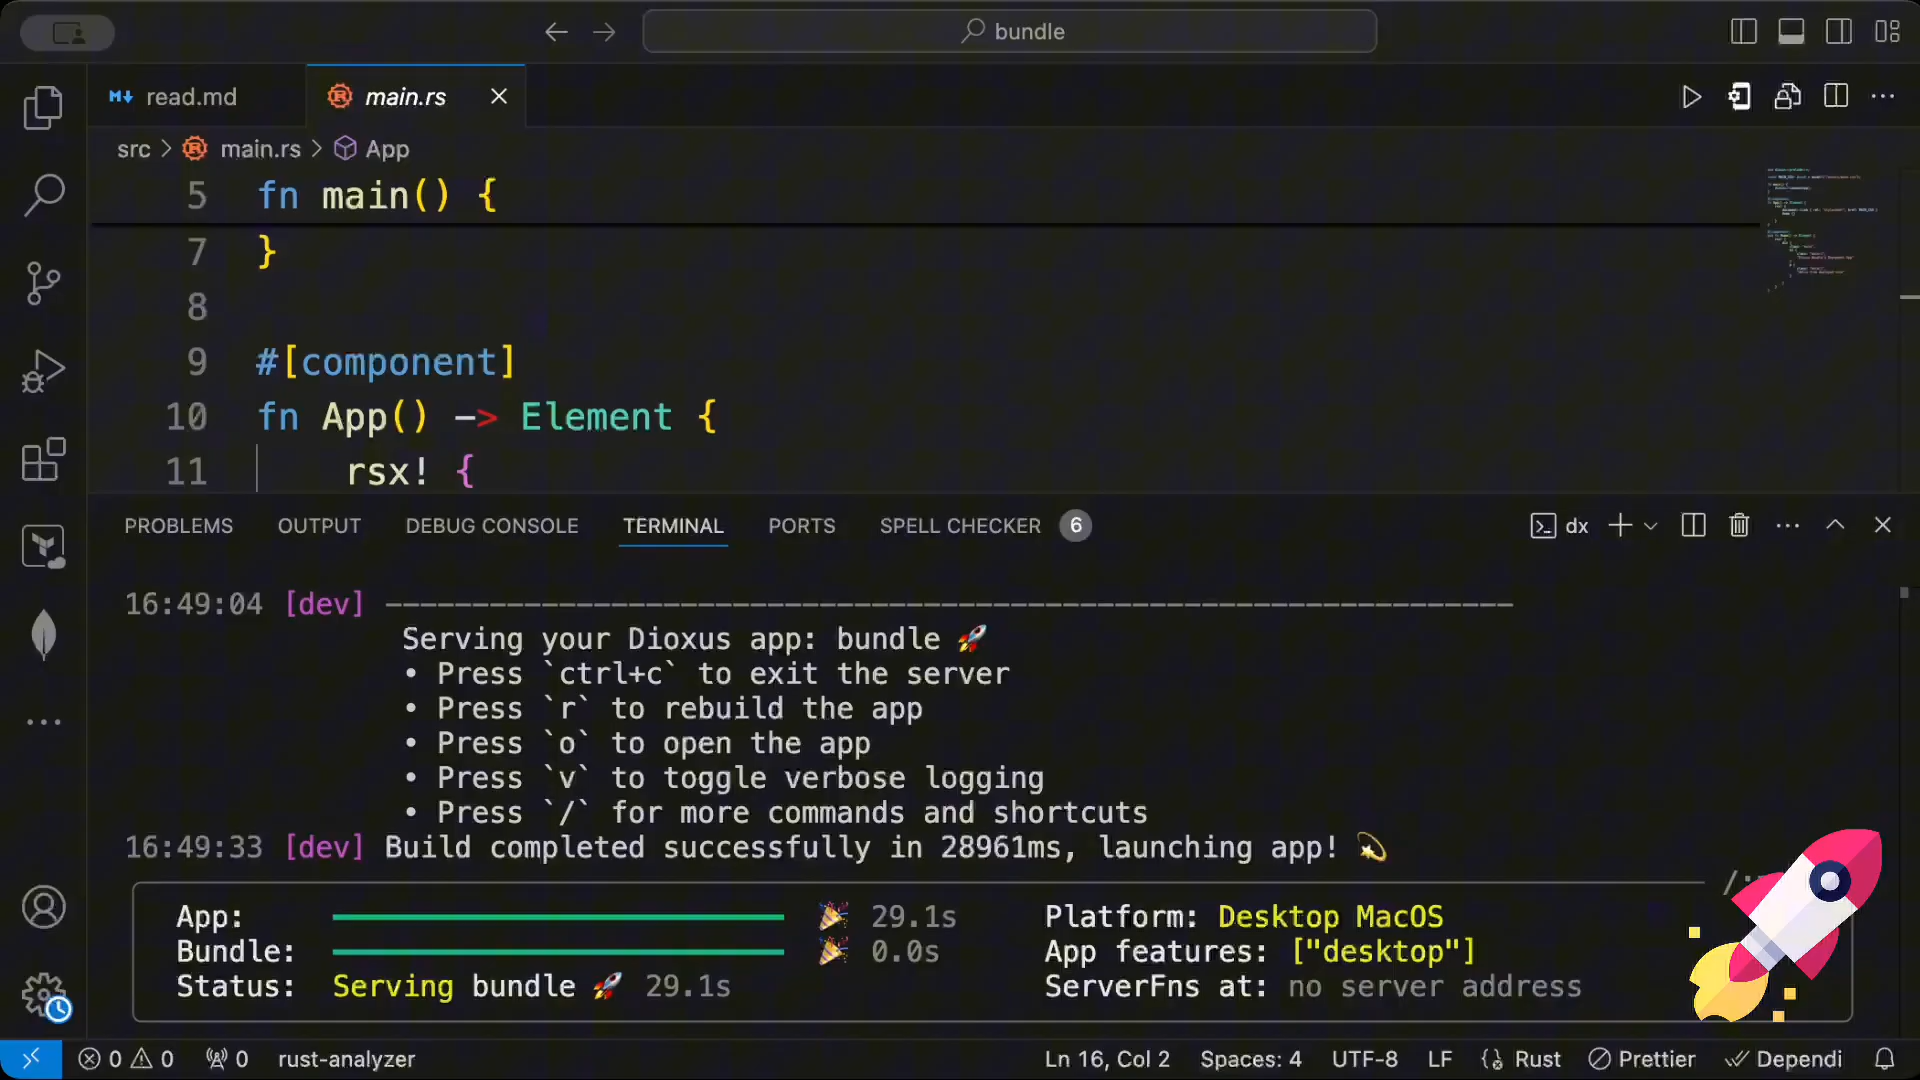 bundle
read.md
main.rs
src > main.rs > App
5 fn main() {
7 }
8
9 #[component]
10 fn App() -> Element {
11 rsx! {
PROBLEMS OUTPUT DEBUG CONSOLE TERMINAL PORTS SPELL CHECKER 6 dx
16:49:04 [dev] -----------------------------------------------------------------
Serving your Dioxus app: bundle 🚀
• Press `ctrl+c` to exit the server
• Press `r` to rebuild the app
• Press `o` to open the app
• Press `v` to toggle verbose logging
• Press `/` for more commands and shortcuts
16:49:33 [dev] Build completed successfully in 28961ms, launching app! 💫
App: 🎉 29.1s Platform: Desktop MacOS
Bundle: 🎉 0.0s App features: ["desktop"]
Status: Serving bundle 🚀 29.1s ServerFns at: no server address
0 0 0 rust-analyzer Ln 16, Col 2 Spaces: 4 UTF-8 LF Rust Prettier Dependi